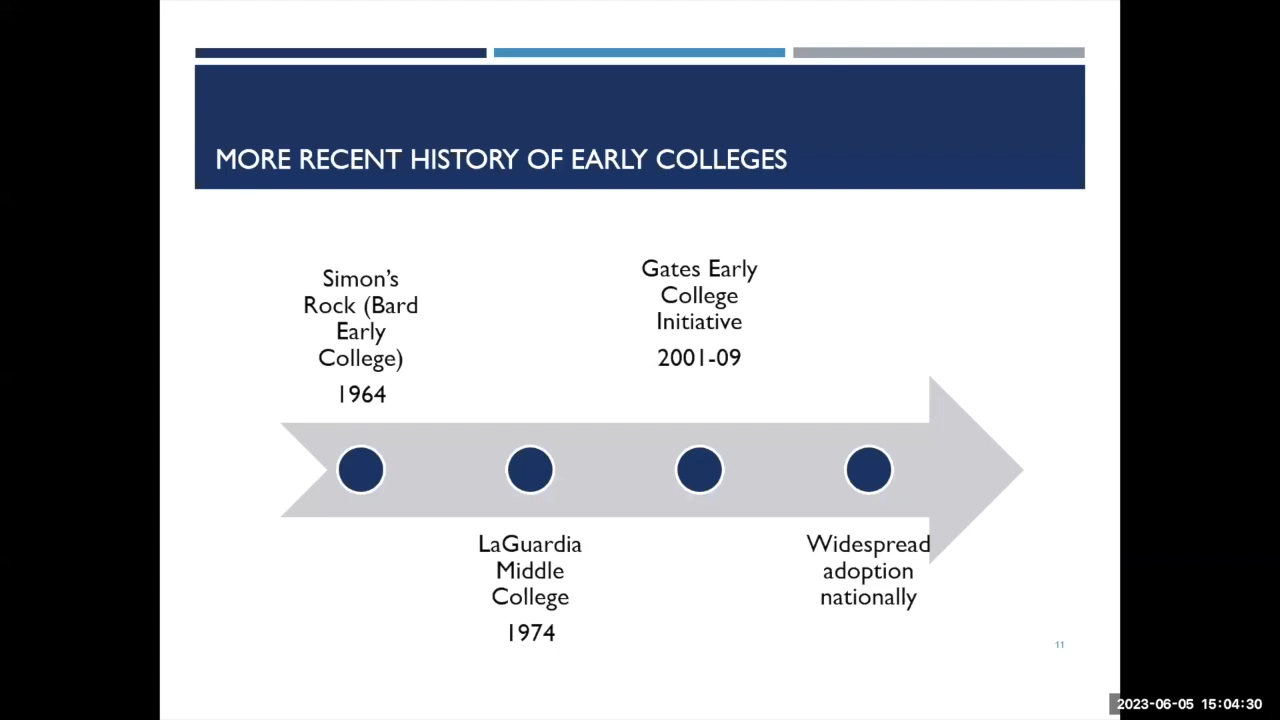 MORE RECENT HISTORY OF EARLY COLLEGES
Simon’s
Rock (Bard
Early
College)
1964
LaGuardia
Middle
College
1974
Gates Early
College
Initiative
2001-09
Widespread
adoption
nationally
11
2023-06-05 15:04:30